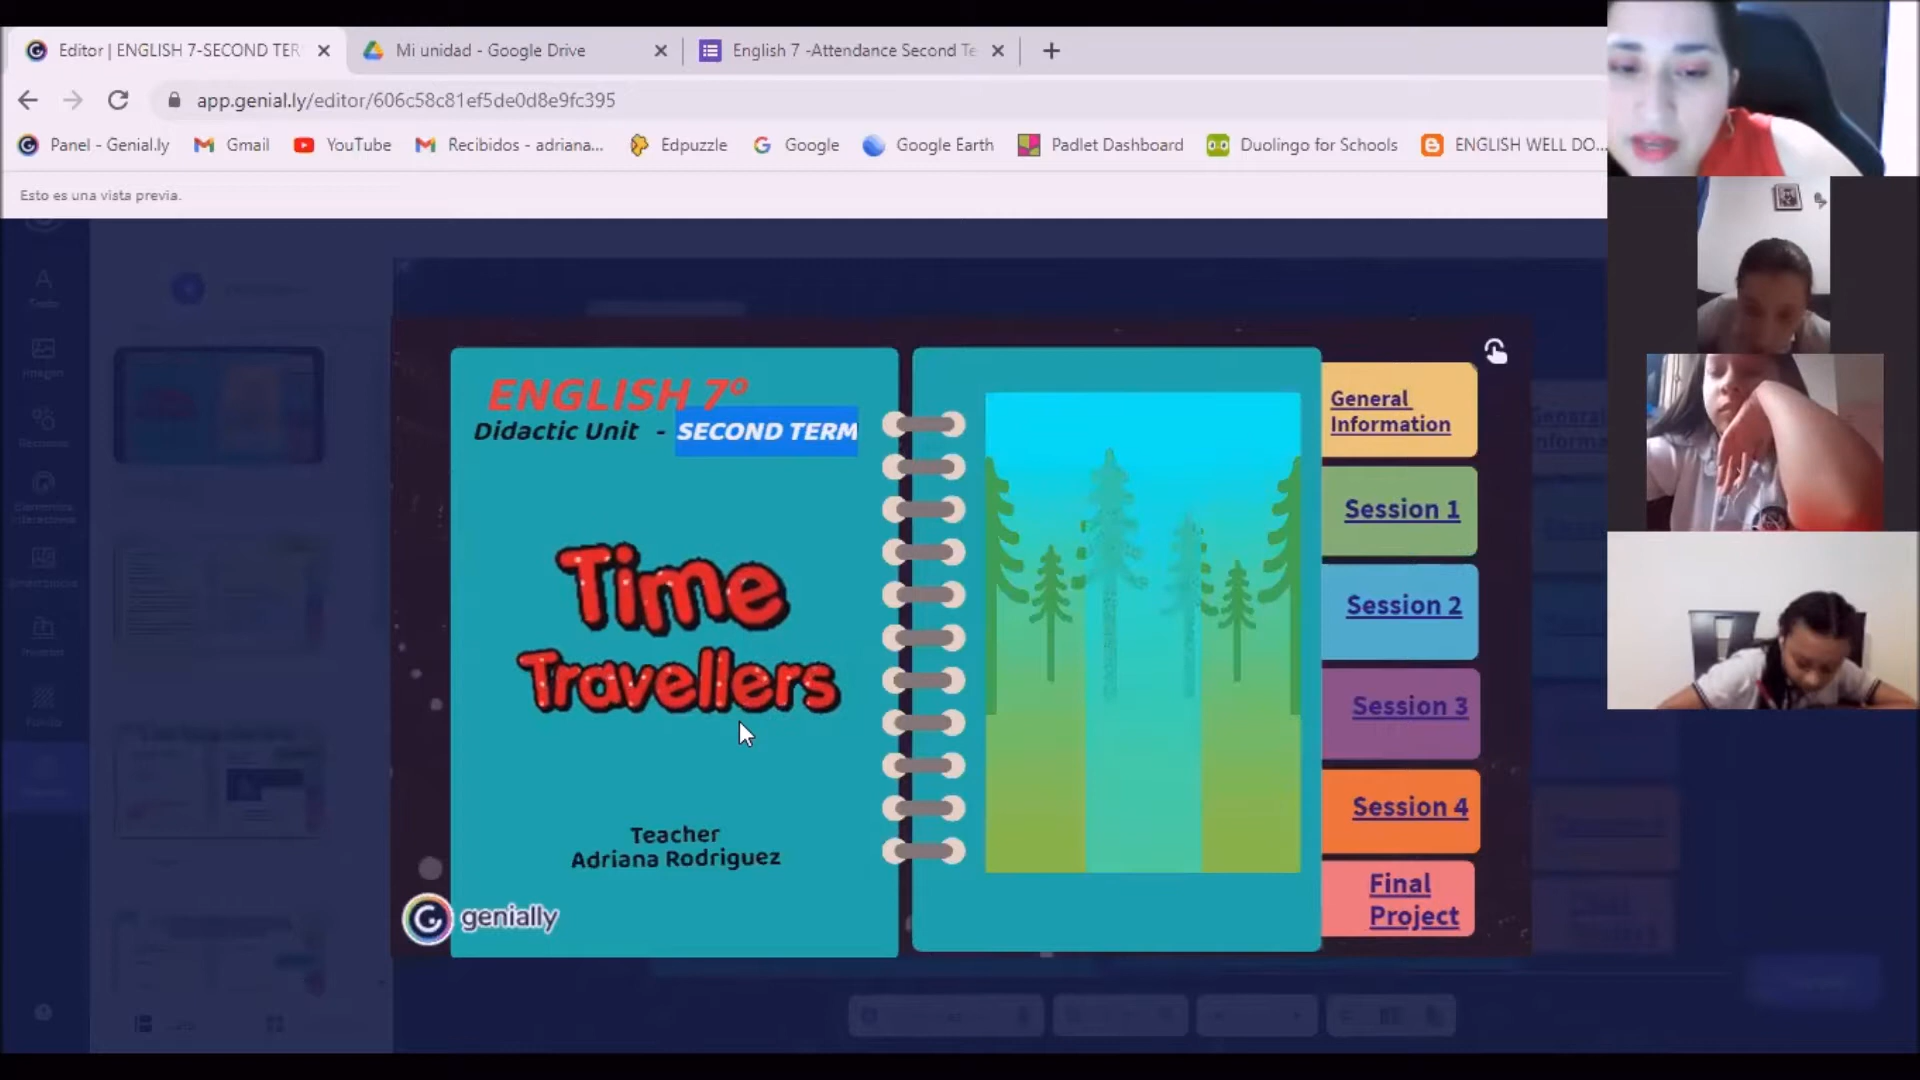 Editor | ENGLISH 7-SECOND TER
Mi unidad - Google Drive
English 7 -Attendance Second Te
app.genial.ly/editor/606c58c81ef5de0d8e9fc395
Panel - Genial.ly
Gmail
YouTube
Recibidos - adriana...
Edpuzzle
Google
Google Earth
Padlet Dashboard
Duolingo for Schools
ENGLISH WELL DO...
Esto es una vista previa.
ENGLISH 7º
Didactic Unit - SECOND TERM
Time
Travellers
Teacher
Adriana Rodriguez
genially
General
Information
Session 1
Session 2
Session 3
Session 4
Final
Project